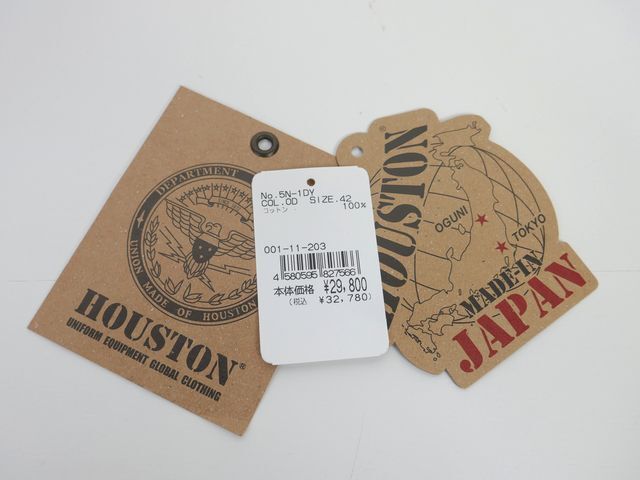 DEPARTMENT
UNION MADE OF HOUSTON
HOUSTON®
UNIFORM EQUIPMENT GLOBAL CLOTHING
No.5N-1DY
COL.OD SIZE.42
コットン 100%
001-11-203
4 580595 827566
本体価格 ¥29,800
(税込 ¥32,780)
HOUSTON®
OGUNI
TOKYO
MADE-IN
JAPAN